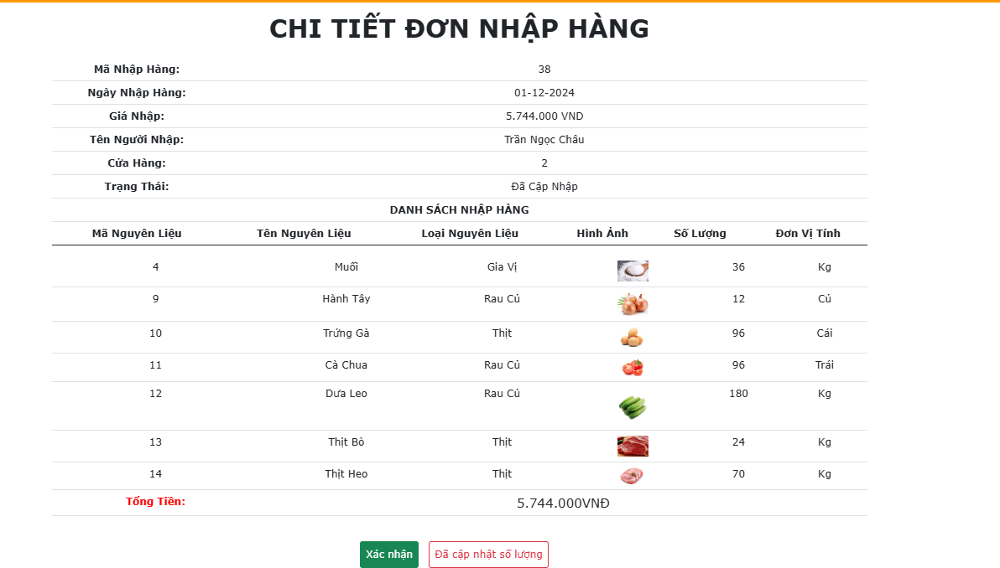 CHI TIẾT ĐƠN NHẬP HÀNG
Mã Nhập Hàng: 38
Ngày Nhập Hàng: 01-12-2024
Giá Nhập: 5.744.000 VND
Tên Người Nhập: Trần Ngọc Châu
Cửa Hàng: 2
Trạng Thái: Đã Cập Nhập
DANH SÁCH NHẬP HÀNG
Mã Nguyên Liệu Tên Nguyên Liệu Loại Nguyên Liệu Hình Ảnh Số Lượng Đơn Vị Tính
4 Muối Gia Vị 36 Kg
9 Hành Tây Rau Củ 12 Củ
10 Trứng Gà Thịt 96 Cái
11 Cà Chua Rau Củ 96 Trái
12 Dưa Leo Rau Củ 180 Kg
13 Thịt Bò Thịt 24 Kg
14 Thịt Heo Thịt 70 Kg
Tổng Tiền: 5.744.000VNĐ
Xác nhận Đã cập nhật số lượng